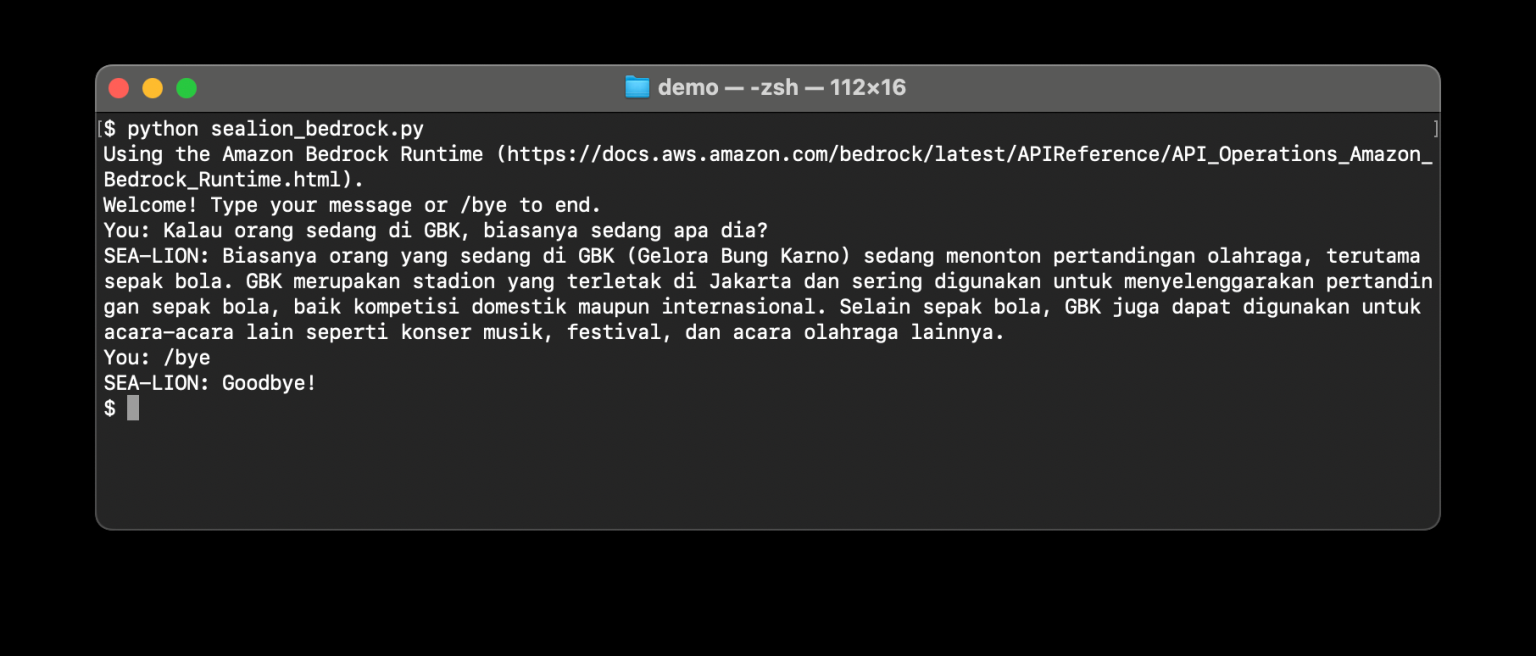 demo — -zsh — 112×16
[$ python sealion_bedrock.py ]
Using the Amazon Bedrock Runtime (https://docs.aws.amazon.com/bedrock/latest/APIReference/API_Operations_Amazon_
Bedrock_Runtime.html).
Welcome! Type your message or /bye to end.
You: Kalau orang sedang di GBK, biasanya sedang apa dia?
SEA-LION: Biasanya orang yang sedang di GBK (Gelora Bung Karno) sedang menonton pertandingan olahraga, terutama
sepak bola. GBK merupakan stadion yang terletak di Jakarta dan sering digunakan untuk menyelenggarakan pertandin
gan sepak bola, baik kompetisi domestik maupun internasional. Selain sepak bola, GBK juga dapat digunakan untuk
acara-acara lain seperti konser musik, festival, dan acara olahraga lainnya.
You: /bye
SEA-LION: Goodbye!
$